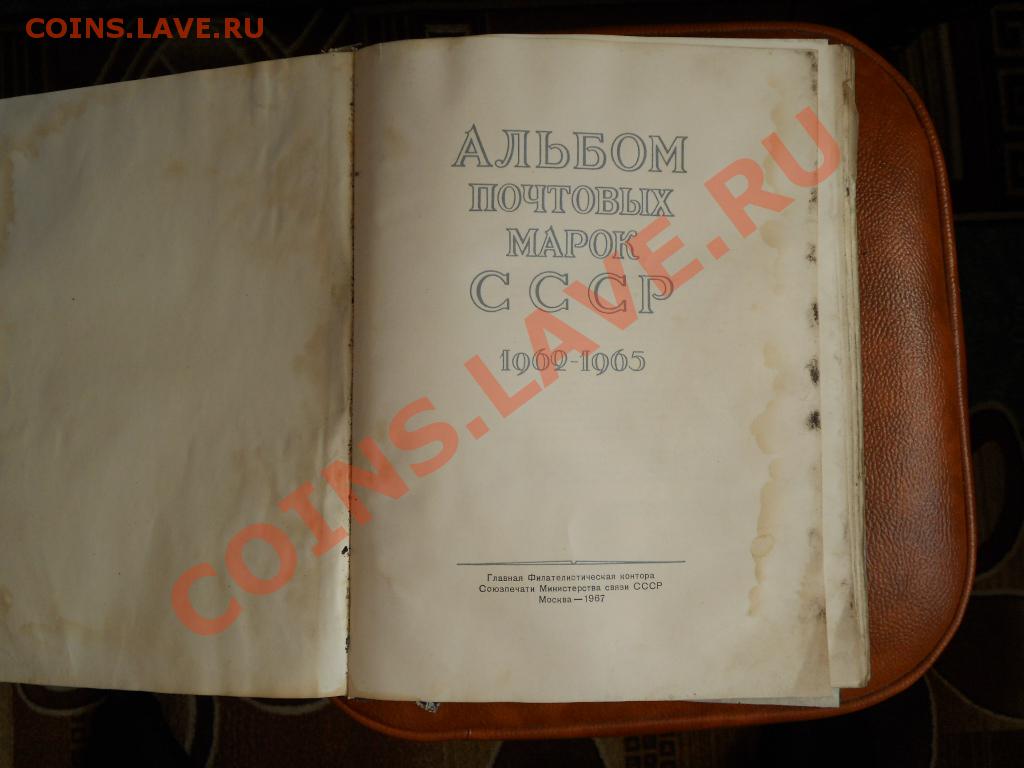 COINS.LAVE.RU
АЛЬБОМ
ПОЧТОВЫХ
МАРОК
СССР
1962-1965
COINS.LAVE.RU
Главная Филателистическая контора
Союзпечати Министерства связи СССР
Москва — 1967